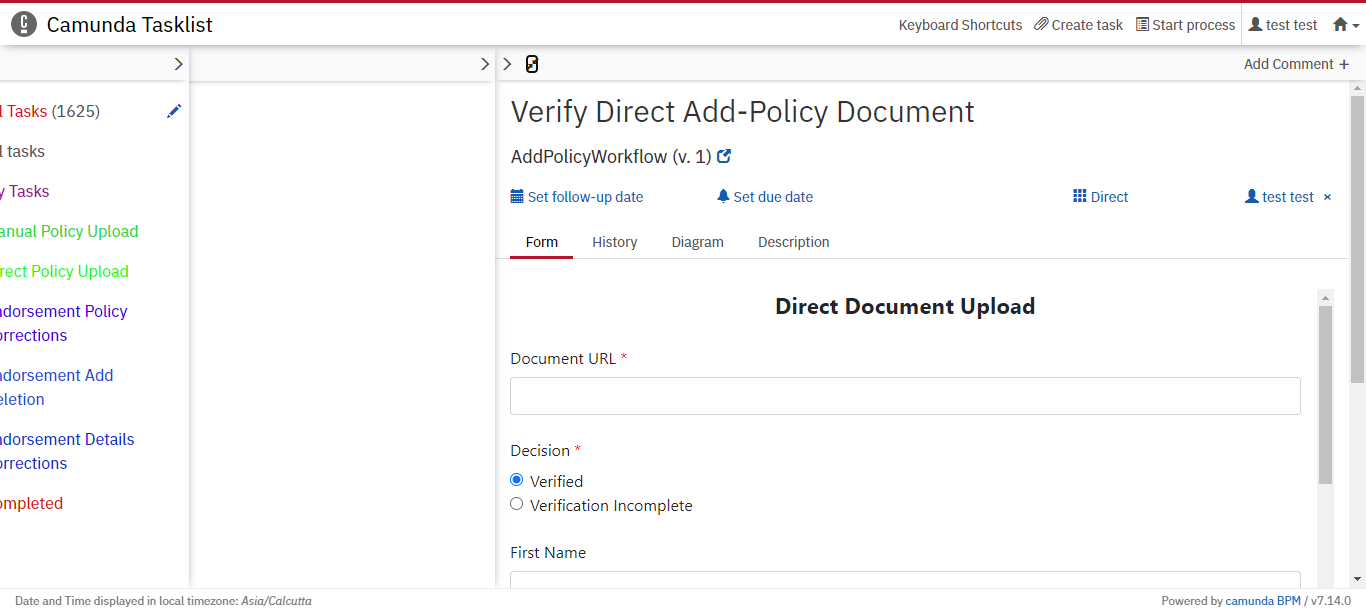 Camunda Tasklist
Keyboard Shortcuts Create task Start process test test
Add Comment +
l Tasks (1625)
l tasks
y Tasks
anual Policy Upload
rect Policy Upload
ndorsement Policy
orrections
ndorsement Add
eletion
ndorsement Details
orrections
ompleted
Verify Direct Add-Policy Document
AddPolicyWorkflow (v. 1)
Set follow-up date Set due date Direct test test ×
Form History Diagram Description
Direct Document Upload
Document URL *
Decision *
Verified
Verification Incomplete
First Name
Date and Time displayed in local timezone: Asia/Calcutta
Powered by camunda BPM / v7.14.0